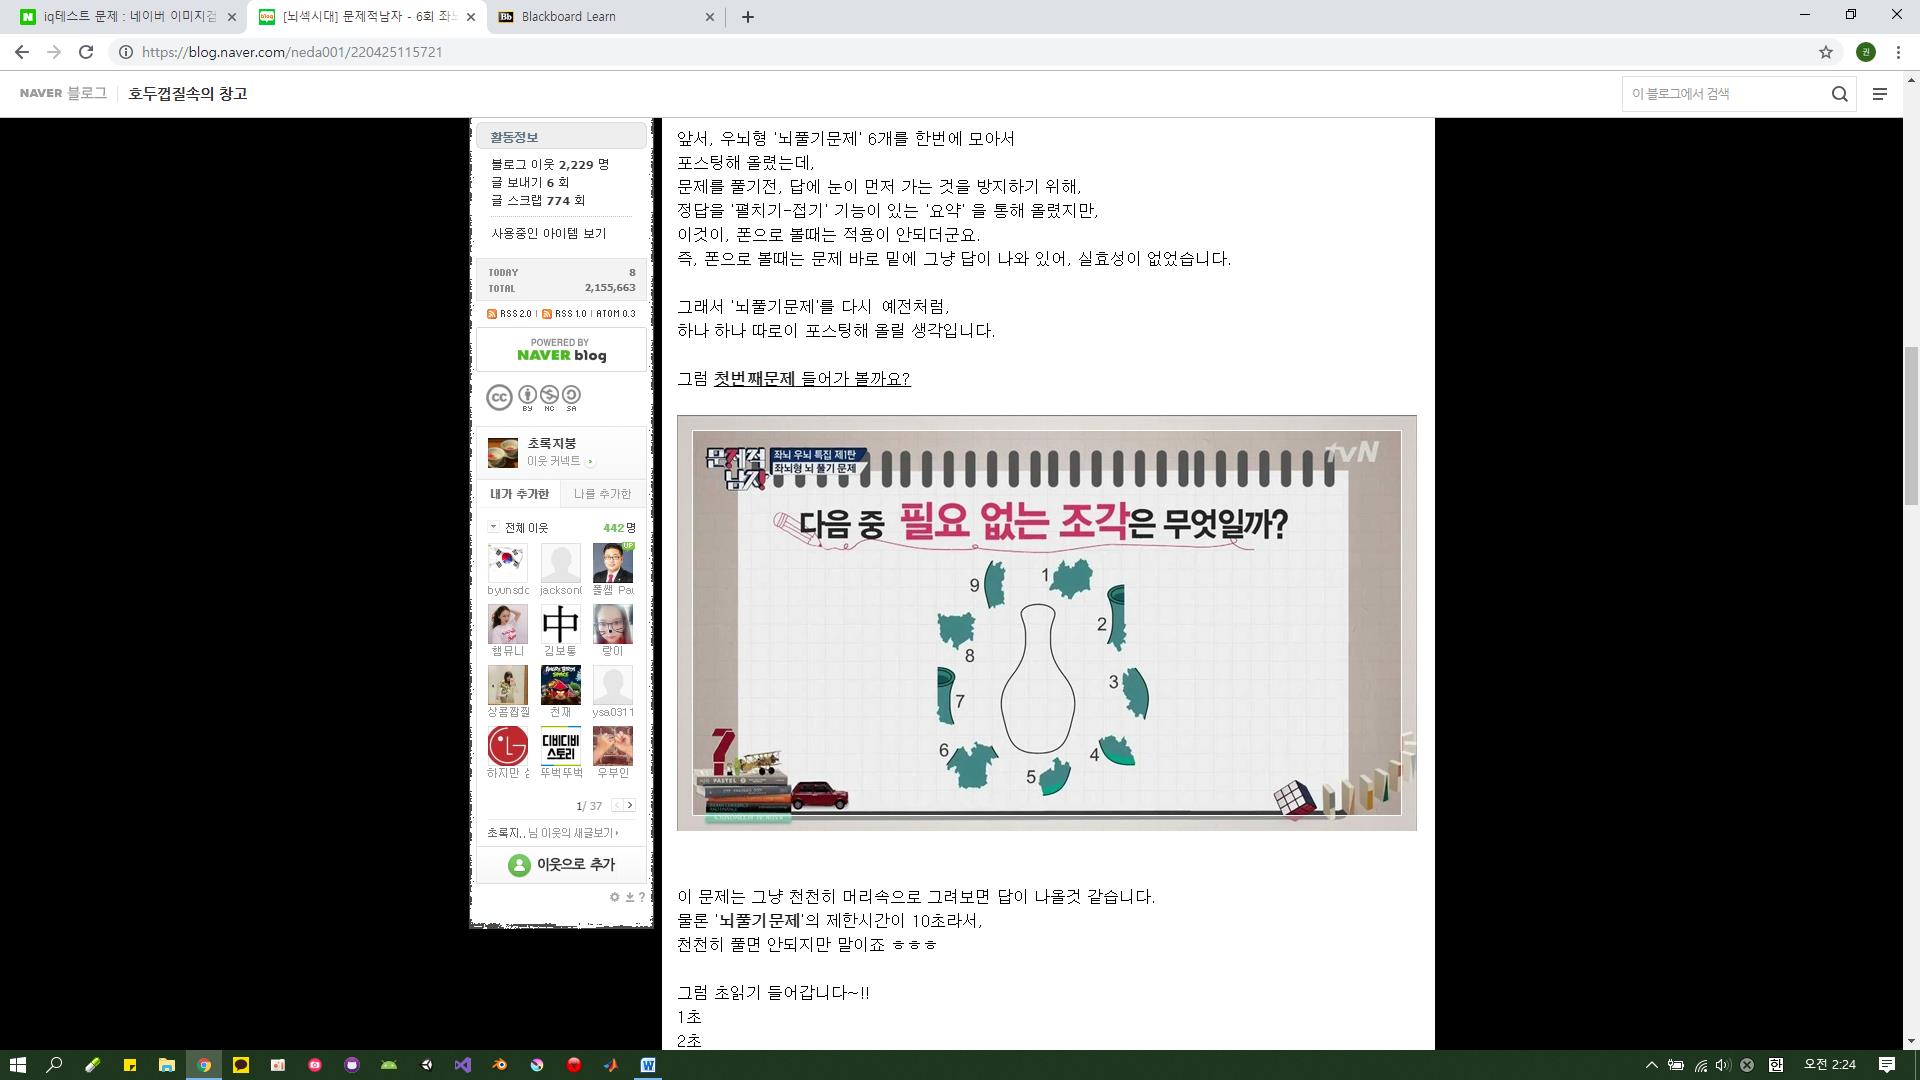 iq테스트 문제 : 네이버 이미지검
[뇌섹시대] 문제적남자 - 6회 좌뇌
Blackboard Learn
https://blog.naver.com/neda001/220425115721
NAVER 블로그
호두껍질속의 창고
이 블로그에서 검색
활동정보
블로그 이웃 2,229 명
글 보내기 6 회
글 스크랩 774 회
사용중인 아이템 보기
TODAY 8
TOTAL 2,155,663
RSS 2.0 | RSS 1.0 | ATOM 0.3
POWERED BY
NAVER blog
cc BY NC SA
초록지붕
이웃 커넥트
내가 추가한 나를 추가한
전체 이웃 442명
UP
byunsdc jackson( 폴쌤 Pau
햄뮤니 김보통 랑이
상콤짭짤 천재 ysa0311
디비디비
스토리
하지만 뚜벅뚜벅 우부인
1/ 37
초록지.. 님 이웃의 새글보기
이웃으로 추가
앞서, 우뇌형 '뇌풀기문제' 6개를 한번에 모아서
포스팅해 올렸는데,
문제를 풀기전, 답에 눈이 먼저 가는 것을 방지하기 위해,
정답을 '펼치기-접기' 기능이 있는 '요약' 을 통해 올렸지만,
이것이, 폰으로 볼때는 적용이 안되더군요.
즉, 폰으로 볼때는 문제 바로 밑에 그냥 답이 나와 있어, 실효성이 없었습니다.
그래서 '뇌풀기문제'를 다시 예전처럼,
하나 하나 따로이 포스팅해 올릴 생각입니다.
그럼 첫번째문제 들어가 볼까요?
문제적 남자
좌뇌 우뇌 특집 제1탄
좌뇌형 뇌 풀기 문제
tvN
다음 중 필요 없는 조각은 무엇일까?
9 1
2
8
3
7
6 4
5
이 문제는 그냥 천천히 머리속으로 그려보면 답이 나올것 같습니다.
물론 '뇌풀기문제'의 제한시간이 10초라서,
천천히 풀면 안되지만 말이죠 ㅎㅎㅎ
그럼 초읽기 들어갑니다~!!
1초
2초
오전 2:24